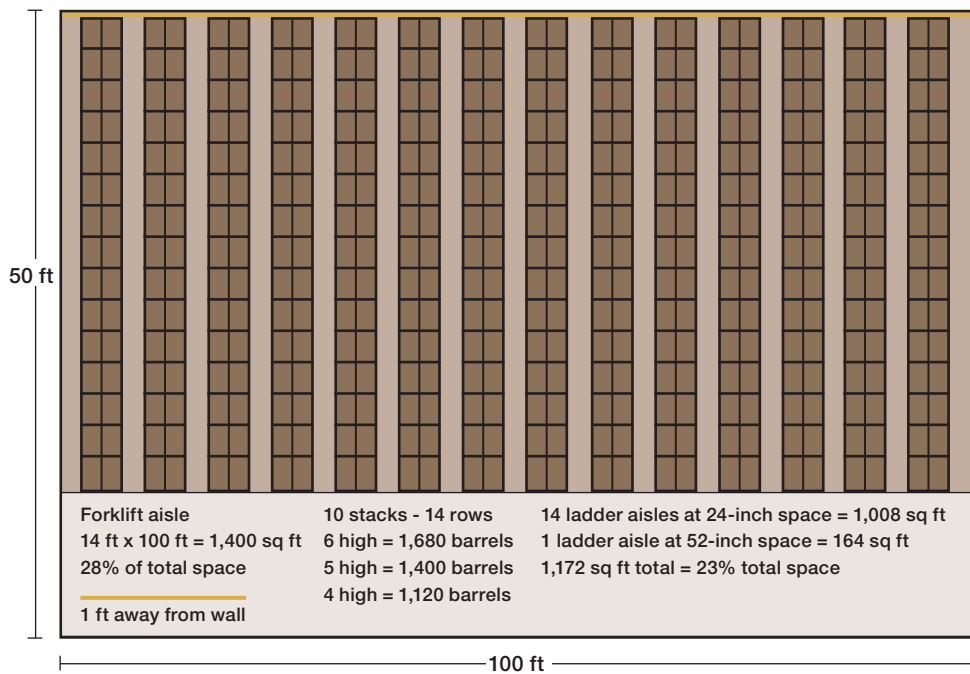 50 ft
Forklift aisle
14 ft x 100 ft = 1,400 sq ft
28% of total space
1 ft away from wall
10 stacks - 14 rows
6 high = 1,680 barrels
5 high = 1,400 barrels
4 high = 1,120 barrels
14 ladder aisles at 24-inch space = 1,008 sq ft
1 ladder aisle at 52-inch space = 164 sq ft
1,172 sq ft total = 23% total space
100 ft